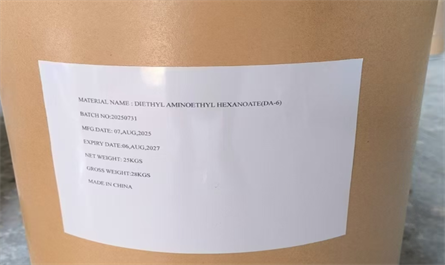 MATERIAL NAME : DIETHYL AMINOETHYL HEXANOATE(DA-6)
BATCH NO:20250731
MFG DATE: 07,AUG,2025
EXPIRY DATE:06,AUG,2027
NET WEIGHT: 25KGS
GROSS WEIGHT:28KGS
MADE IN CHINA